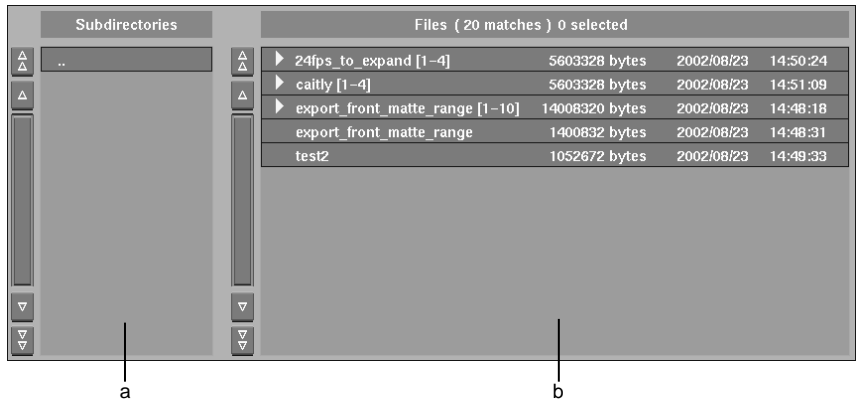 Subdirectories
Files ( 20 matches ) 0 selected
..
24fps_to_expand [1-4] 5603328 bytes 2002/08/23 14:50:24
caitly [1-4] 5603328 bytes 2002/08/23 14:51:09
export_front_matte_range [1-10] 14008320 bytes 2002/08/23 14:48:18
export_front_matte_range 1400832 bytes 2002/08/23 14:48:31
test2 1052672 bytes 2002/08/23 14:49:33
a
b